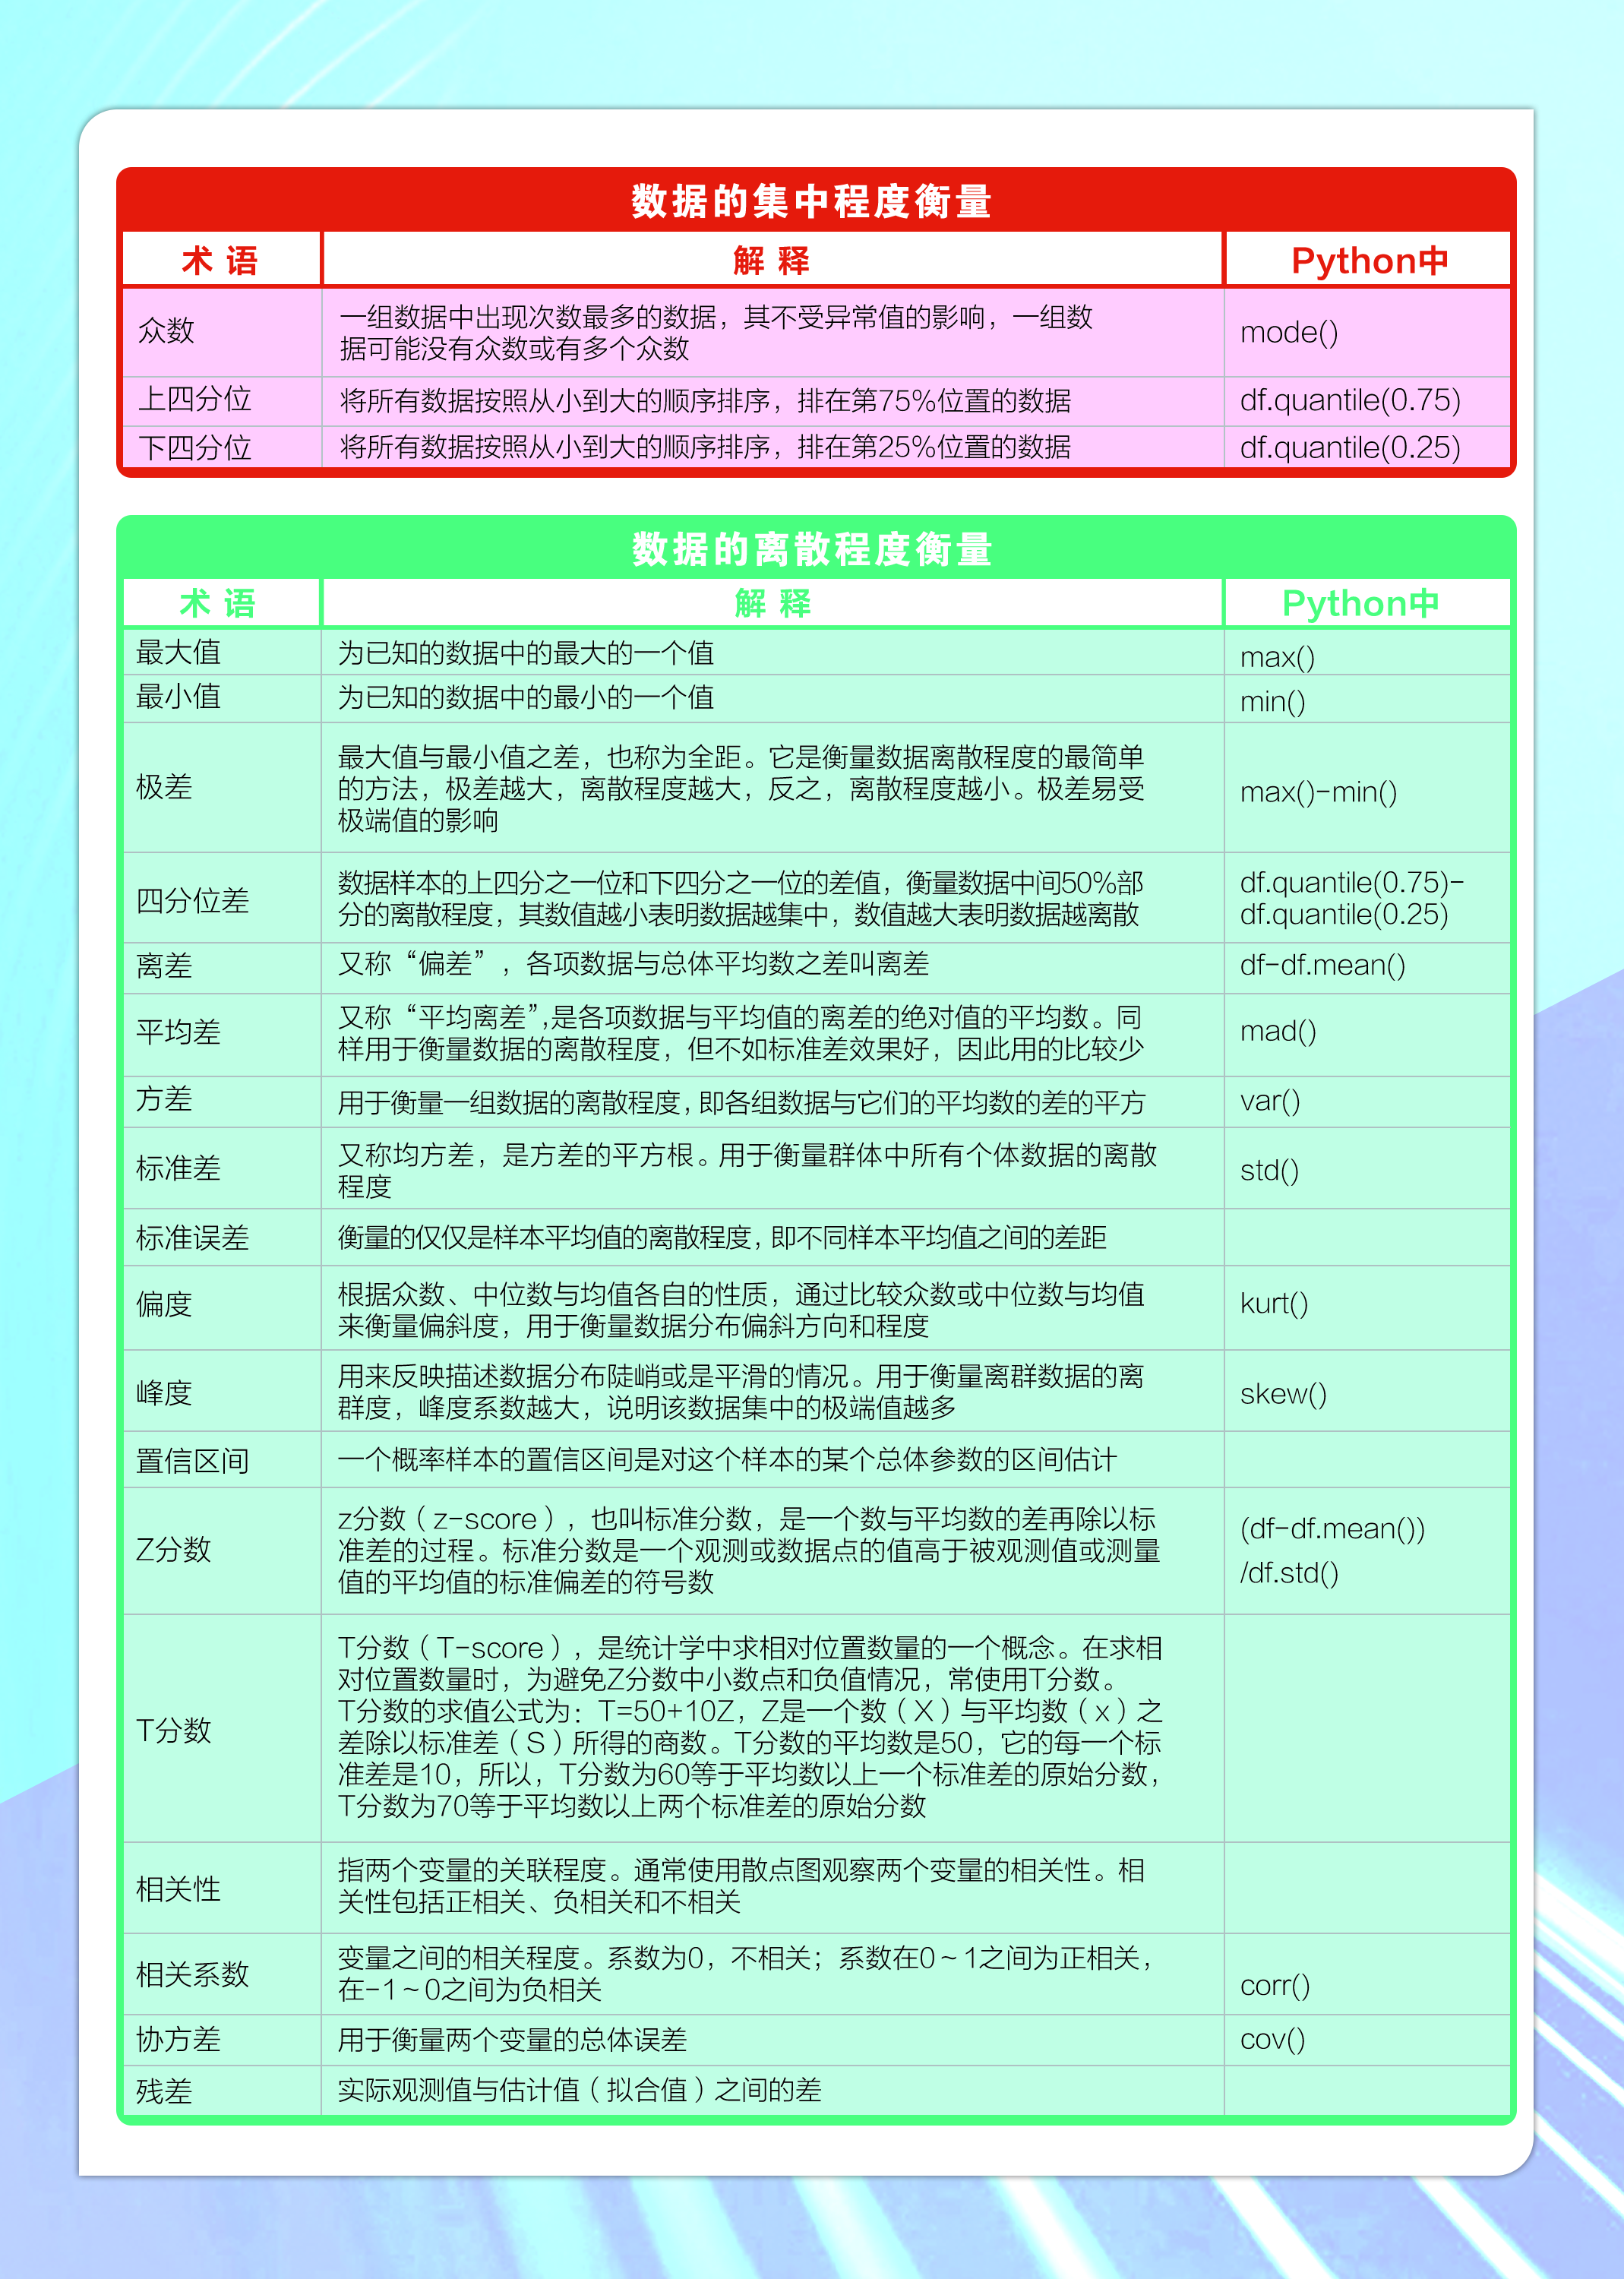 数据的集中程度衡量
术 语
解 释
Python中
众数
一组数据中出现次数最多的数据，其不受异常值的影响，一组数
据可能没有众数或有多个众数
mode()
上四分位
将所有数据按照从小到大的顺序排序，排在第75%位置的数据
df.quantile(0.75)
下四分位
将所有数据按照从小到大的顺序排序，排在第25%位置的数据
df.quantile(0.25)
数据的离散程度衡量
术 语
解 释
Python中
最大值
为已知的数据中的最大的一个值
max()
最小值
为已知的数据中的最小的一个值
min()
极差
最大值与最小值之差，也称为全距。它是衡量数据离散程度的最简单
的方法，极差越大，离散程度越大，反之，离散程度越小。极差易受
极端值的影响
max()-min()
四分位差
数据样本的上四分之一位和下四分之一位的差值，衡量数据中间50%部
分的离散程度，其数值越小表明数据越集中，数值越大表明数据越离散
df.quantile(0.75)-
df.quantile(0.25)
离差
又称“偏差”，各项数据与总体平均数之差叫离差
df-df.mean()
平均差
又称“平均离差”,是各项数据与平均值的离差的绝对值的平均数。同
样用于衡量数据的离散程度，但不如标准差效果好，因此用的比较少
mad()
方差
用于衡量一组数据的离散程度, 即各组数据与它们的平均数的差的平方
var()
标准差
又称均方差，是方差的平方根。用于衡量群体中所有个体数据的离散
程度
std()
标准误差
衡量的仅仅是样本平均值的离散程度, 即不同样本平均值之间的差距
偏度
根据众数、中位数与均值各自的性质，通过比较众数或中位数与均值
来衡量偏斜度，用于衡量数据分布偏斜方向和程度
kurt()
峰度
用来反映描述数据分布陡峭或是平滑的情况。用于衡量离群数据的离
群度，峰度系数越大，说明该数据集中的极端值越多
skew()
置信区间
一个概率样本的置信区间是对这个样本的某个总体参数的区间估计
Z分数
z分数（z-score），也叫标准分数，是一个数与平均数的差再除以标
准差的过程。标准分数是一个观测或数据点的值高于被观测值或测量
值的平均值的标准偏差的符号数
(df-df.mean())
/df.std()
T分数
T分数（T-score），是统计学中求相对位置数量的一个概念。在求相
对位置数量时，为避免Z分数中小数点和负值情况，常使用T分数。
T分数的求值公式为：T=50+10Z，Z是一个数（X）与平均数（x）之
差除以标准差（S）所得的商数。T分数的平均数是50，它的每一个标
准差是10，所以，T分数为60等于平均数以上一个标准差的原始分数，
T分数为70等于平均数以上两个标准差的原始分数
相关性
指两个变量的关联程度。通常使用散点图观察两个变量的相关性。相
关性包括正相关、负相关和不相关
相关系数
变量之间的相关程度。系数为0，不相关；系数在0～1之间为正相关，
在-1～0之间为负相关
corr()
协方差
用于衡量两个变量的总体误差
cov()
残差
实际观测值与估计值（拟合值）之间的差